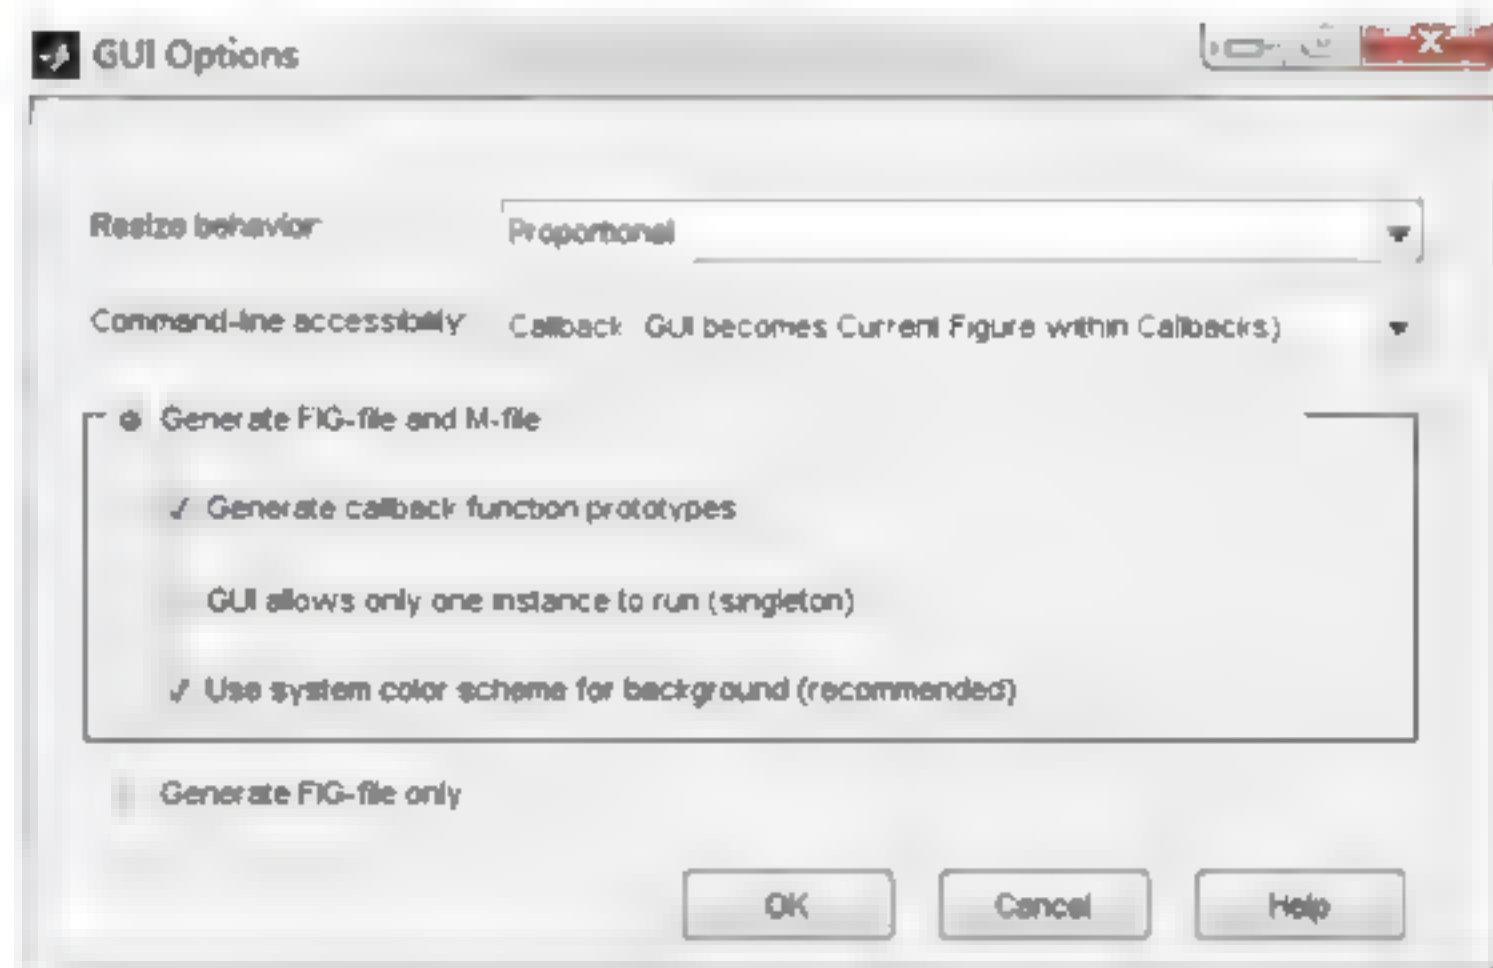 GUI Options
Resize behavior: Proportional
Command-line accessibility: Callback (GUI becomes Current Figure within Callbacks)
Generate FIG-file and M-file
Generate callback function prototypes
GUI allows only one instance to run (singleton)
Use system color scheme for background (recommended)
Generate FIG-file only
OK Cancel Help